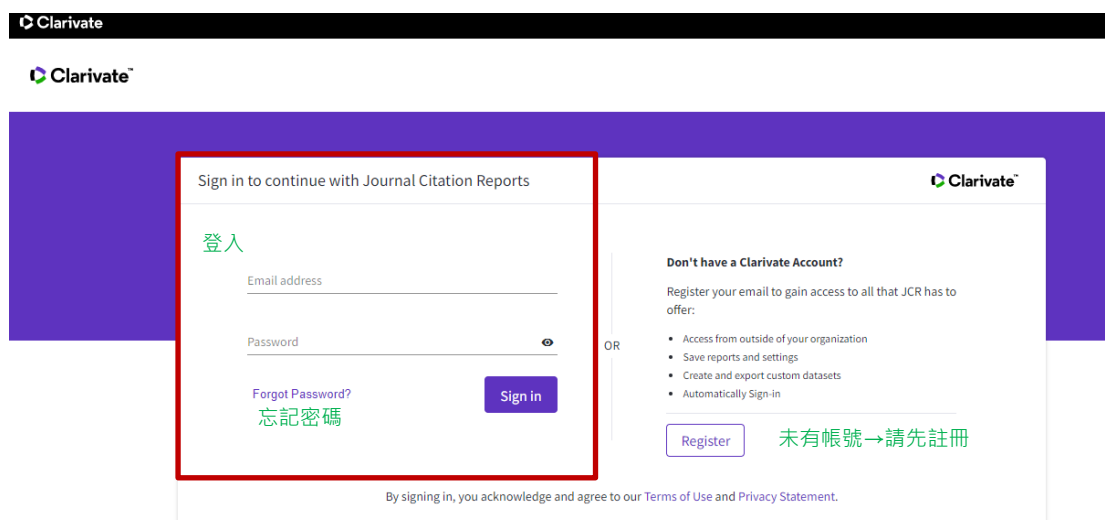 Clarivate
Clarivate™
Sign in to continue with Journal Citation Reports
Clarivate™
登入
Email address
Password
Forgot Password?
Sign in
忘記密碼
OR
Don't have a Clarivate Account?
Register your email to gain access to all that JCR has to
offer:
• Access from outside of your organization
• Save reports and settings
• Create and export custom datasets
• Automatically Sign-in
Register
未有帳號→請先註冊
By signing in, you acknowledge and agree to our Terms of Use and Privacy Statement.